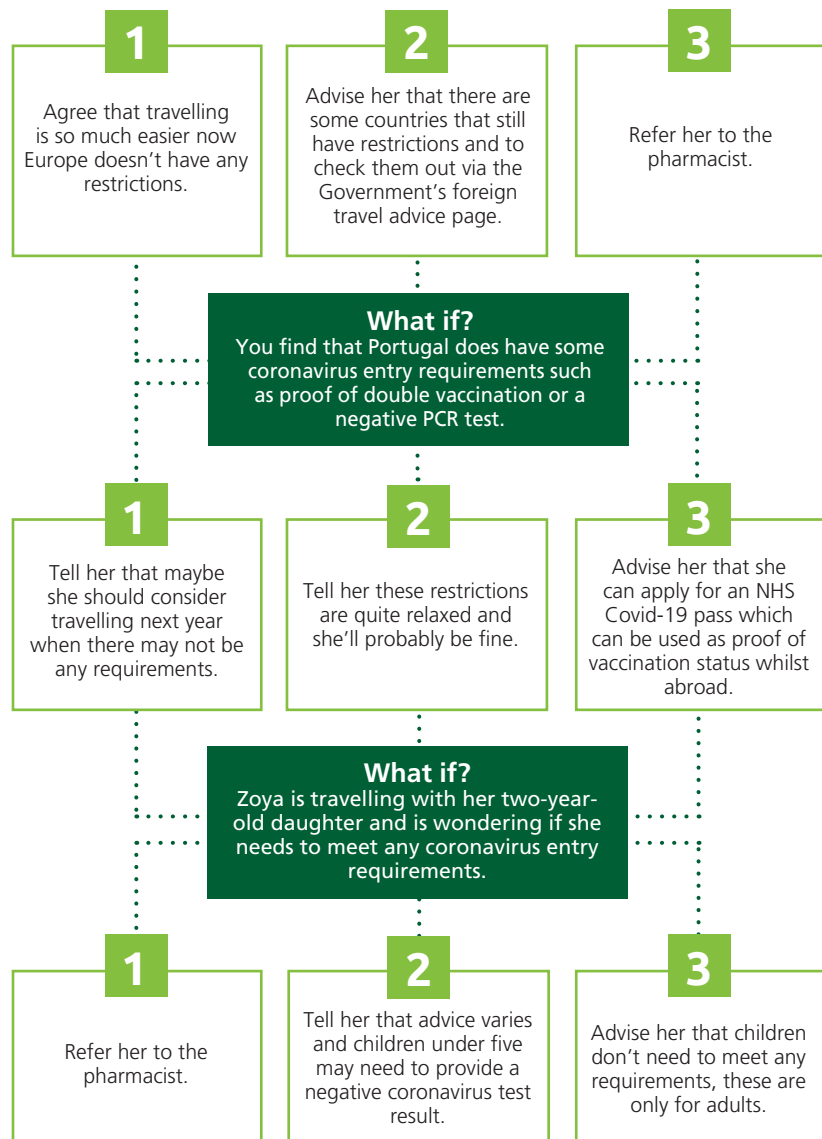 1
Agree that travelling
is so much easier now
Europe doesn't have any
restrictions.
2
Advise her that there are
some countries that still
have restrictions and to
check them out via the
Government's foreign
travel advice page.
3
Refer her to the
pharmacist.
What if?
You find that Portugal does have some
coronavirus entry requirements such
as proof of double vaccination or a
negative PCR test.
1
Tell her that maybe
she should consider
travelling next year
when there may not be
any requirements.
2
Tell her these restrictions
are quite relaxed and
she'll probably be fine.
3
Advise her that she
can apply for an NHS
Covid-19 pass which
can be used as proof of
vaccination status whilst
abroad.
What if?
Zoya is travelling with her two-year-
old daughter and is wondering if she
needs to meet any coronavirus entry
requirements.
1
Refer her to the
pharmacist.
2
Tell her that advice varies
and children under five
may need to provide a
negative coronavirus test
result.
3
Advise her that children
don't need to meet any
requirements, these are
only for adults.